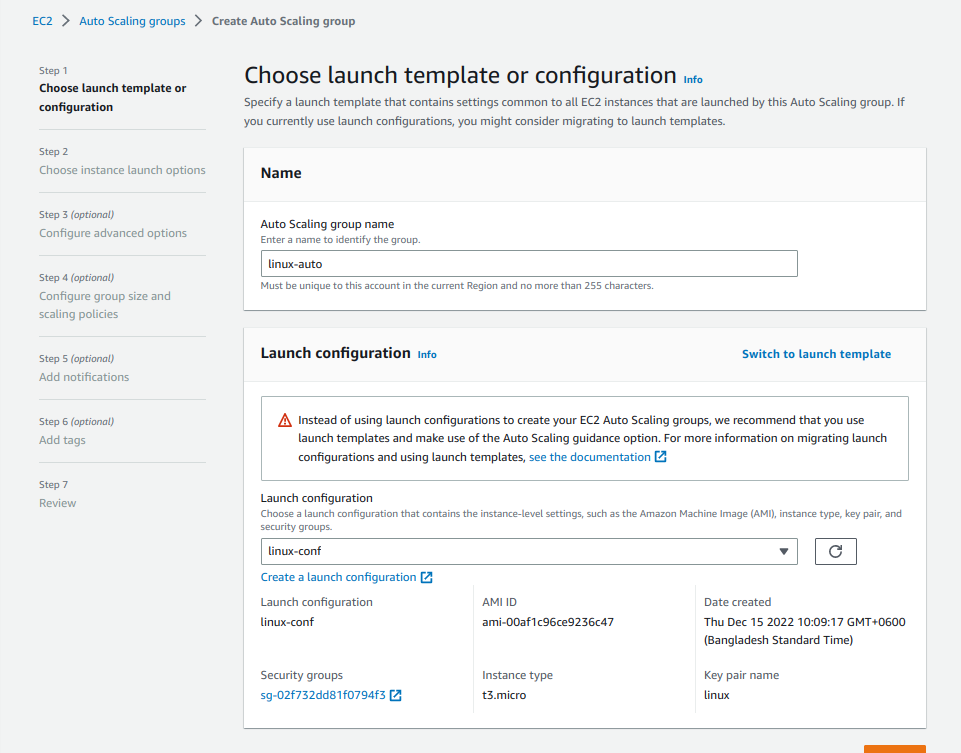 EC2 > Auto Scaling groups > Create Auto Scaling group
Step 1
Choose launch template or
configuration
Step 2
Choose instance launch options
Step 3 (optional)
Configure advanced options
Step 4 (optional)
Configure group size and
scaling policies
Step 5 (optional)
Add notifications
Step 6 (optional)
Add tags
Step 7
Review
Choose launch template or configuration Info
Specify a launch template that contains settings common to all EC2 instances that are launched by this Auto Scaling group. If
you currently use launch configurations, you might consider migrating to launch templates.
Name
Auto Scaling group name
Enter a name to identify the group.
linux-auto
Must be unique to this account in the current Region and no more than 255 characters.
Launch configuration Info
Switch to launch template
Instead of using launch configurations to create your EC2 Auto Scaling groups, we recommend that you use
launch templates and make use of the Auto Scaling guidance option. For more information on migrating launch
configurations and using launch templates, see the documentation
Launch configuration
Choose a launch configuration that contains the instance-level settings, such as the Amazon Machine Image (AMI), instance type, key pair, and
security groups.
linux-conf
Create a launch configuration
Launch configuration
linux-conf
AMI ID
ami-00af1c96ce9236c47
Date created
Thu Dec 15 2022 10:09:17 GMT+0600
(Bangladesh Standard Time)
Security groups
sg-02f732dd81f0794f3
Instance type
t3.micro
Key pair name
linux